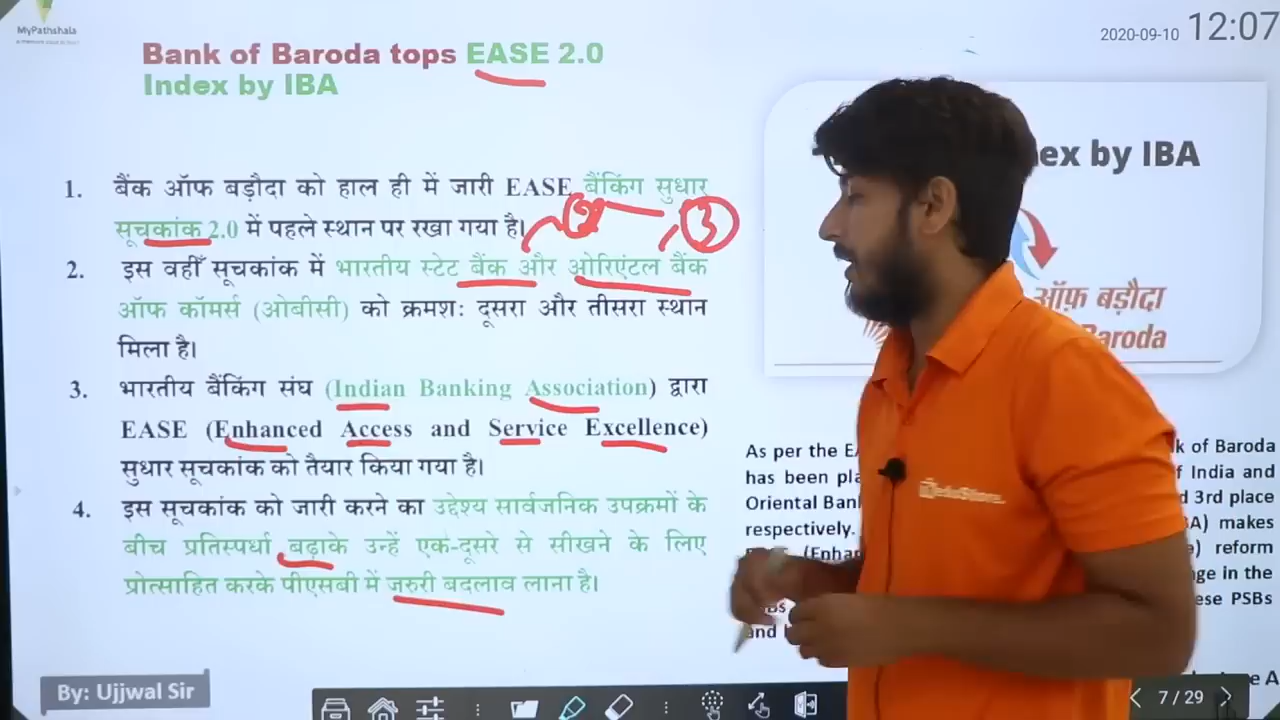 MyPathshala
2020-09-10 12:07
Bank of Baroda tops EASE 2.0
Index by IBA
1. बैंक ऑफ बड़ौदा को हाल ही में जारी EASE बैंकिंग सुधार
सूचकांक 2.0 में पहले स्थान पर रखा गया है।
2
3
2. इस वहीँ सूचकांक में भारतीय स्टेट बैंक और ओरिएंटल बैंक
ऑफ कॉमर्स (ओबीसी) को क्रमशः दूसरा और तीसरा स्थान
मिला है।
3. भारतीय बैंकिंग संघ (Indian Banking Association) द्वारा
EASE (Enhanced Access and Service Excellence)
सुधार सूचकांक को तैयार किया गया है।
4. इस सूचकांक को जारी करने का उद्देश्य सार्वजनिक उपक्रमों के
बीच प्रतिस्पर्धा बढ़ाके उन्हें एक-दूसरे से सीखने के लिए
प्रोत्साहित करके पीएसबी में जरुरी बदलाव लाना है।
By: Ujjwal Sir
ex by IBA
ऑफ़ बड़ौदा
Baroda
As per the k of Baroda
has been f India and
Oriental d 3rd place
respectively. makes
reform
in the
ese PSBs
and
7 / 29